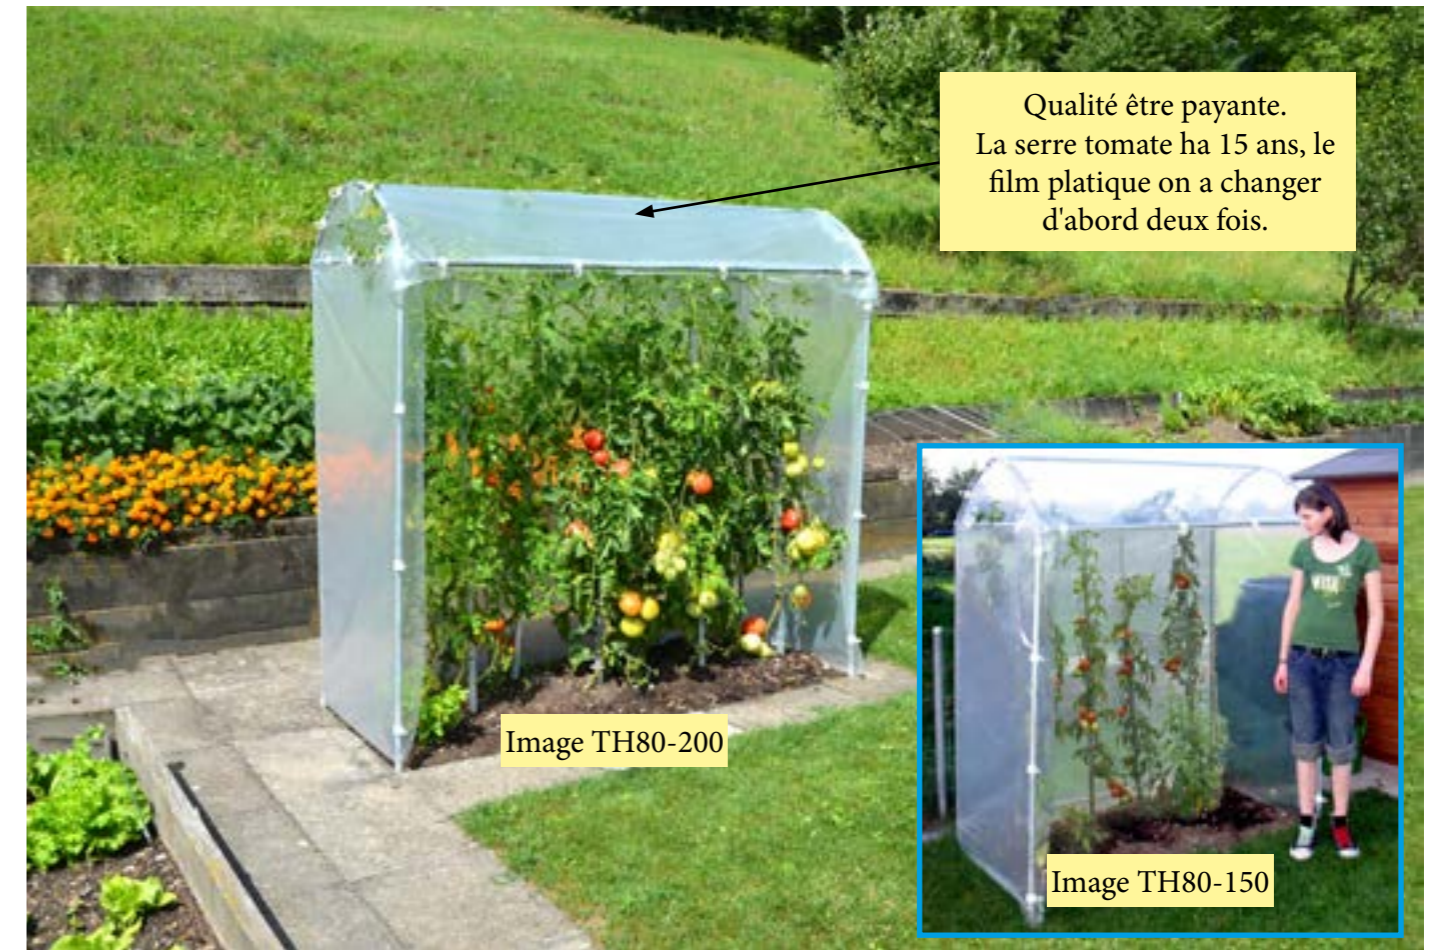 Qualité être payante.
La serre tomate ha 15 ans, le
film platique on a changer
d'abord deux fois.
Image TH80-200
WISH
Image TH80-150